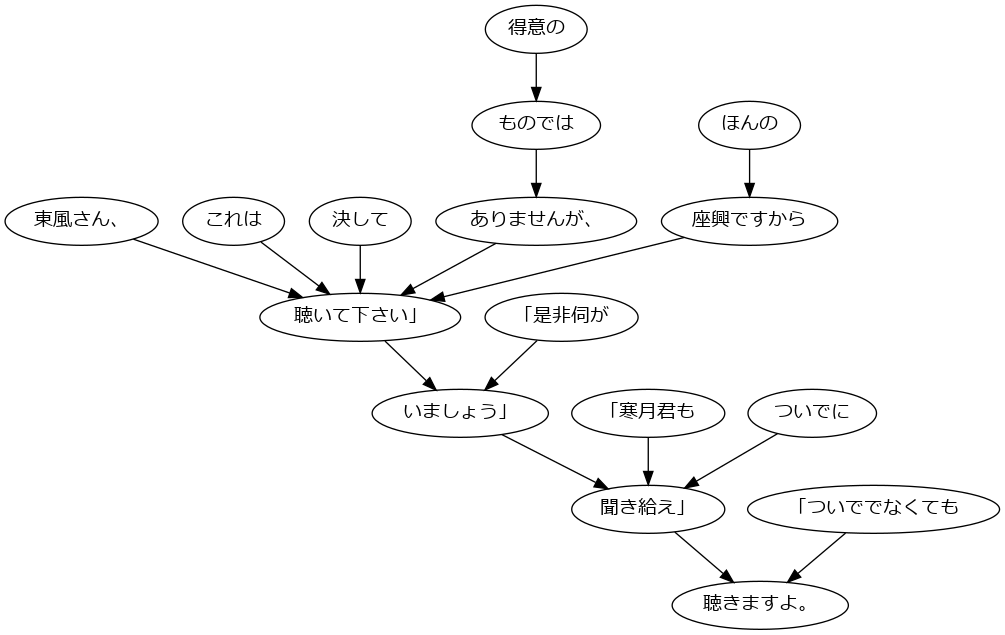 得意の
ものでは
ほんの
東風さん、
これは
決して
ありませんが、
座興ですから
聴いて下さい」
「是非伺が
いましょう」
「寒月君も
ついでに
聞き給え」
「ついででなくても
聴きますよ。